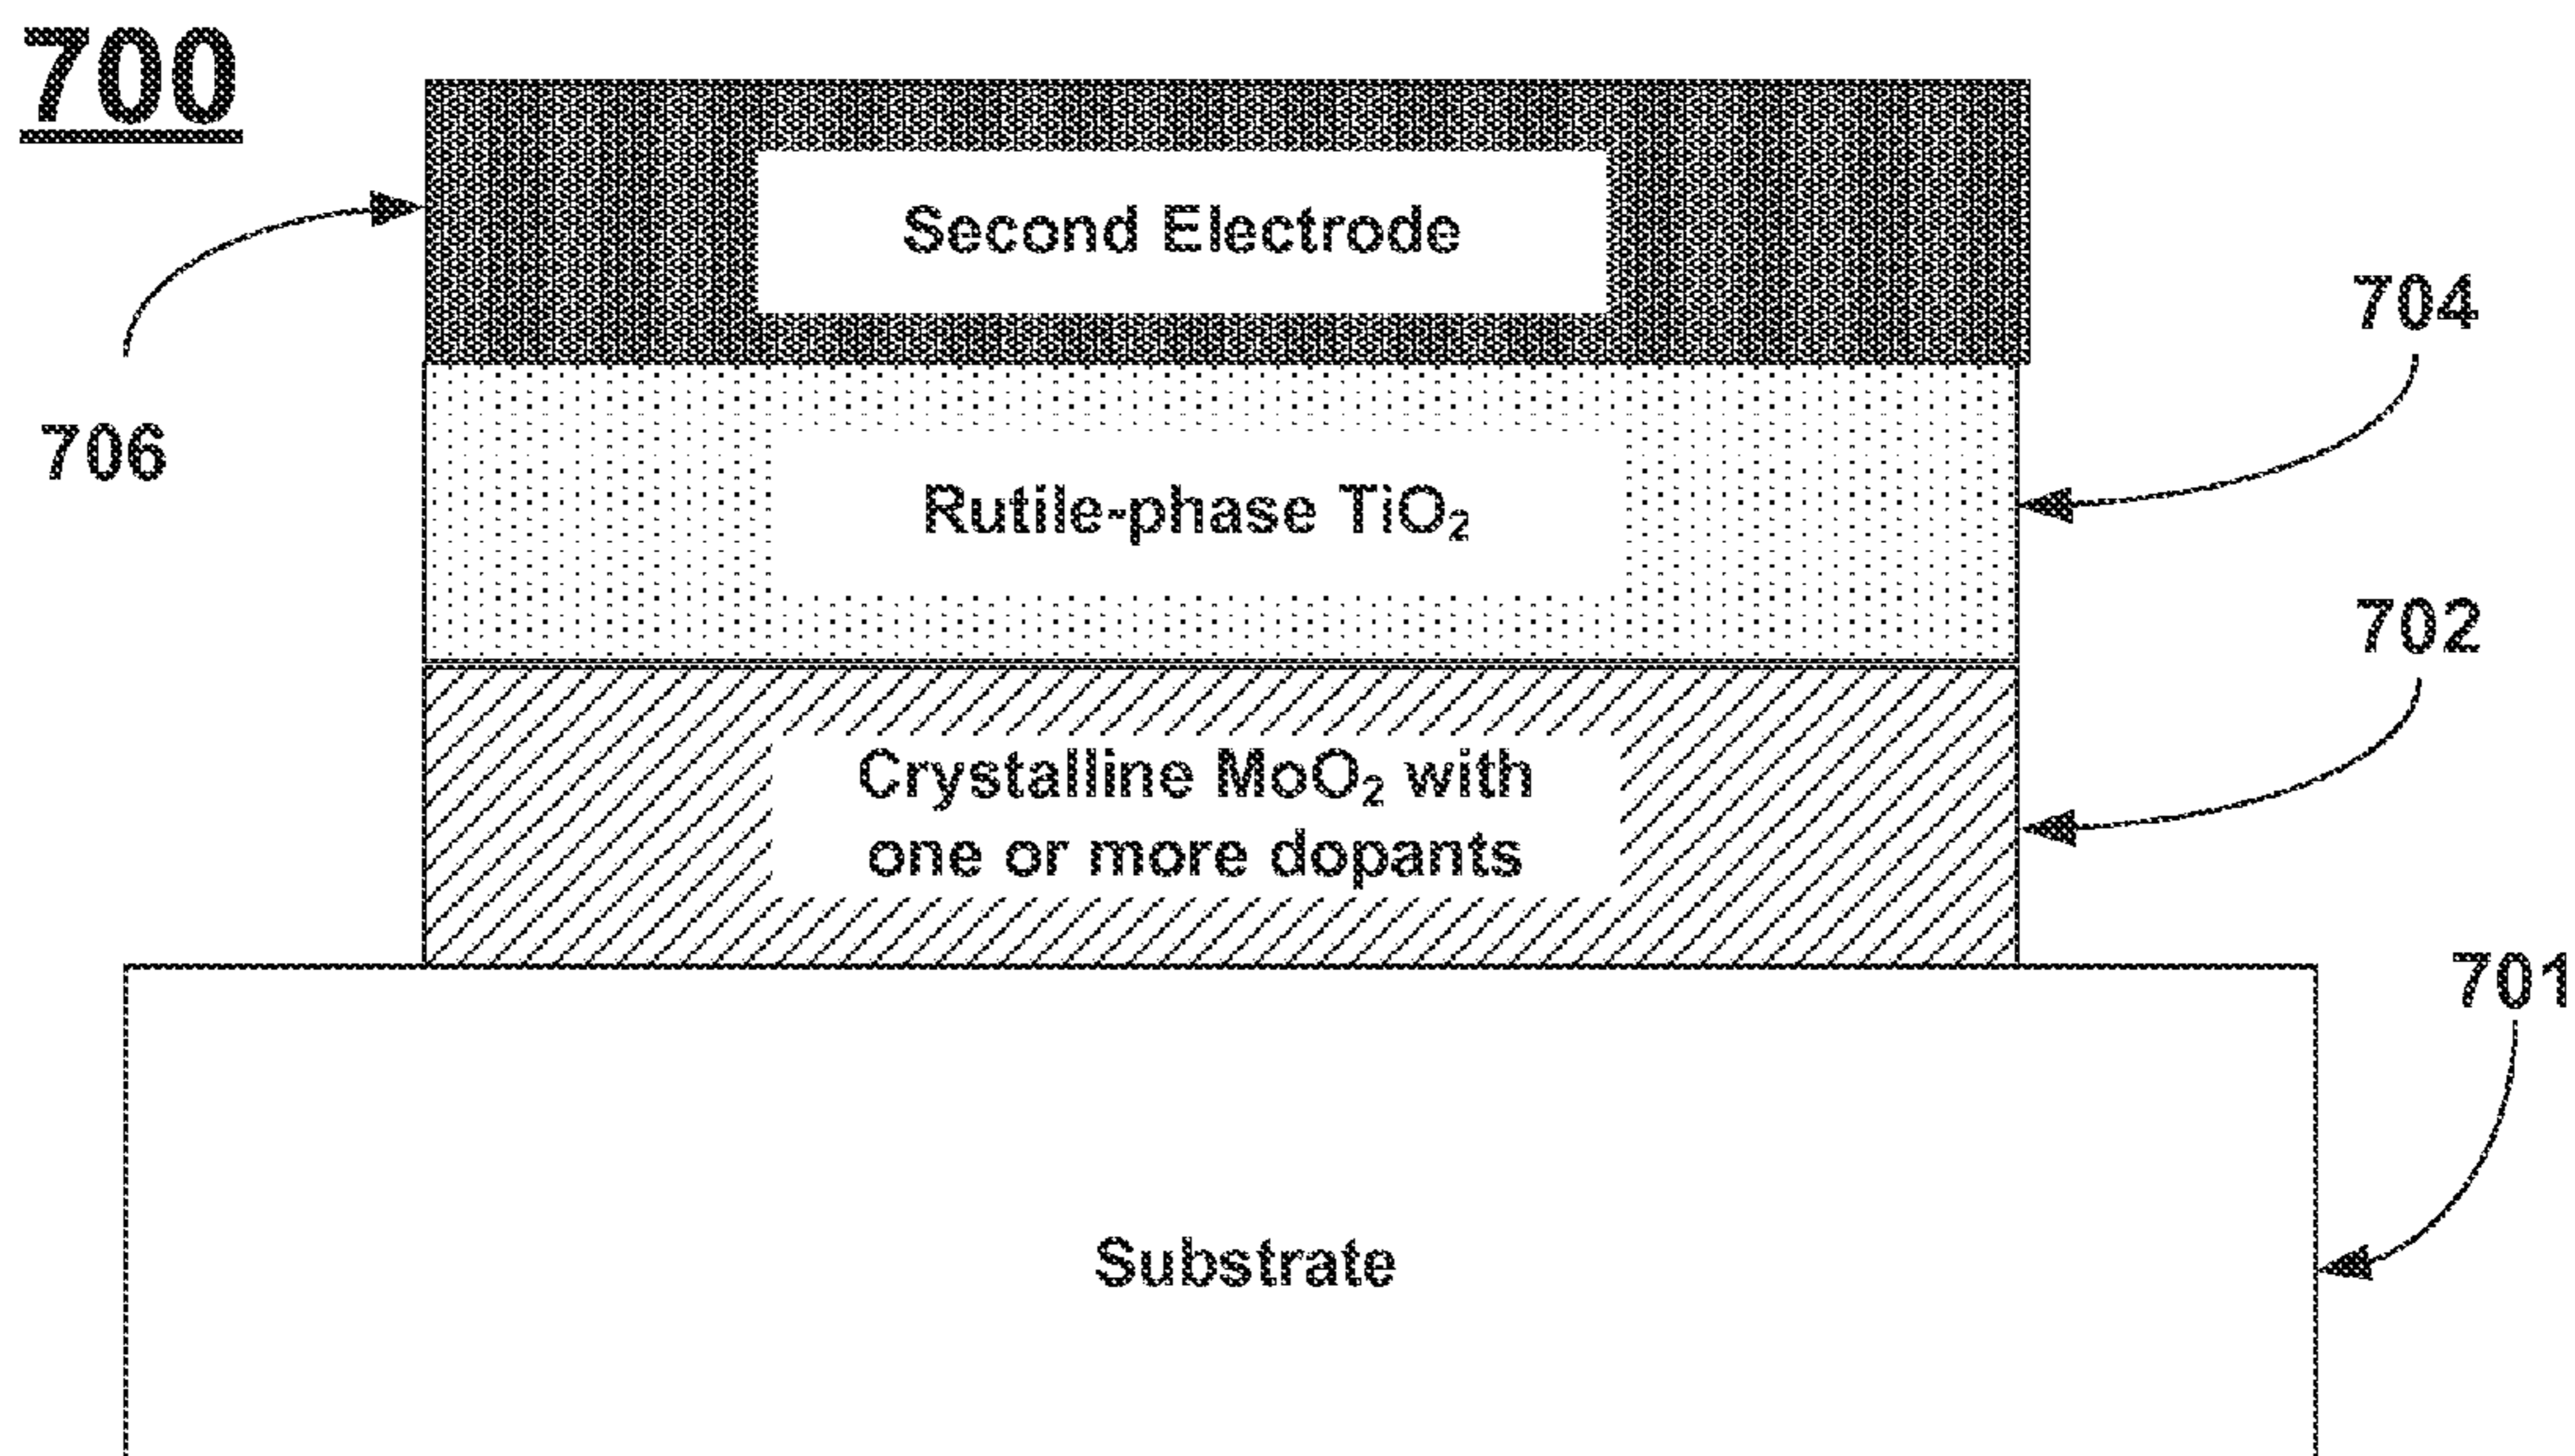 700
Second Electrode
704
706
Rutile-phase TiO₂
702
Crystalline MoO₂ with
one or more dopants
701
Substrate